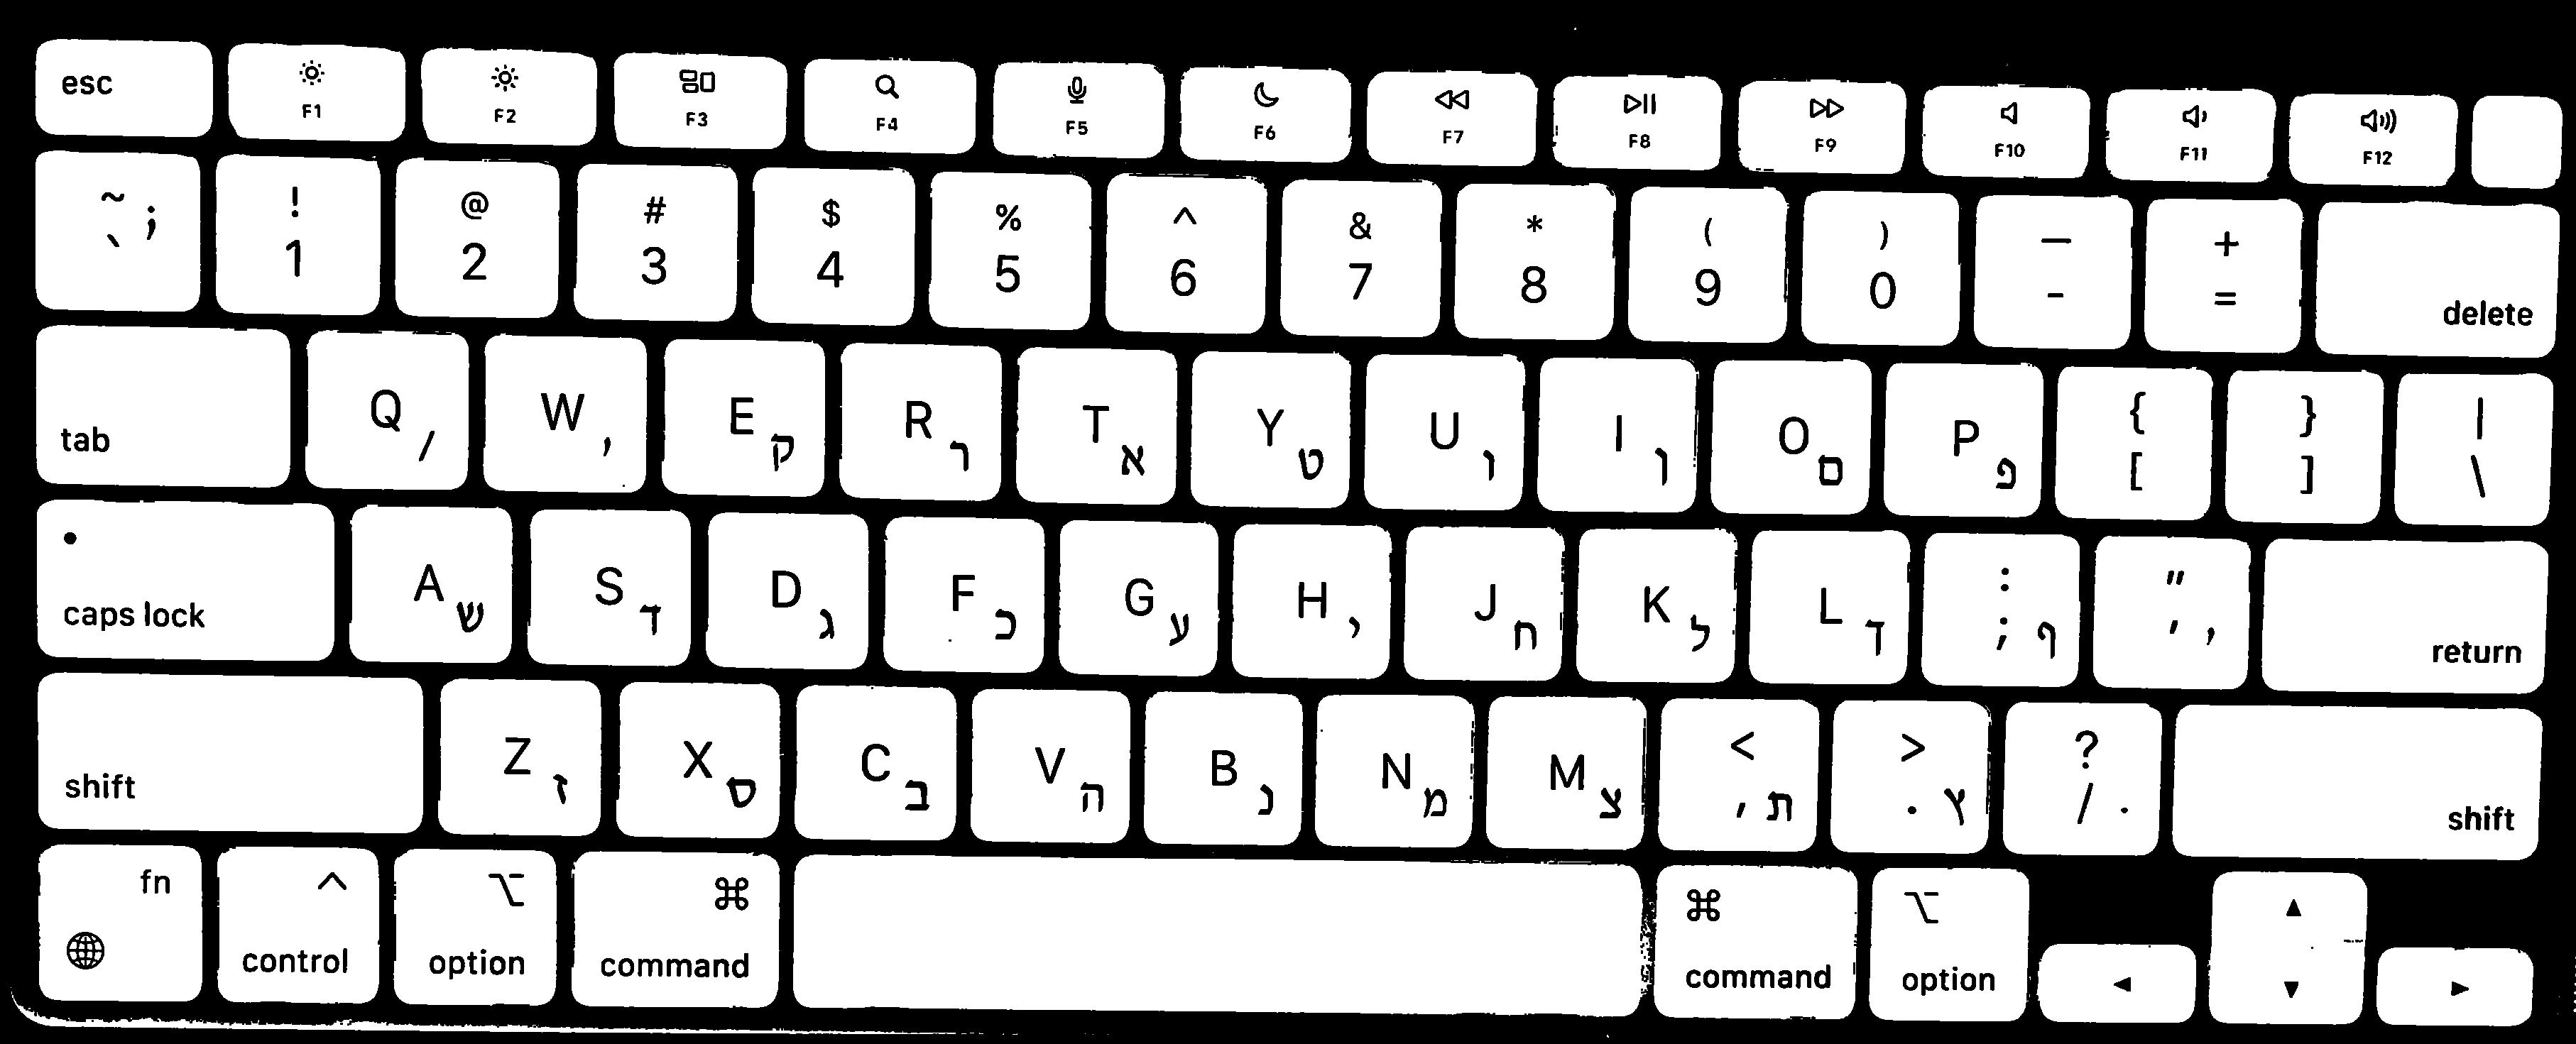 esc F1 F2 F3 F4 F5 F6 F7 F8 F9 F10 F11 F12
~ ! @ # $ % ^ & * ( ) — +
` ; 1 2 3 4 5 6 7 8 9 0 - = delete
Q W E R T Y U I O P { } |
tab / ' ק ר א ט ו ן ם פ [ ] \
•
A S D F G H J K L : "
caps lock ש ד ג כ ע י ח ל ך ; ף ' , return
Z X C V B N M < > ?
shift ז ס ב ה נ מ צ , ת . ץ / . shift
fn ^ ⌥ ⌘ ⌘ ⌥ ▲
control option command command option ◀ ▼ ▶